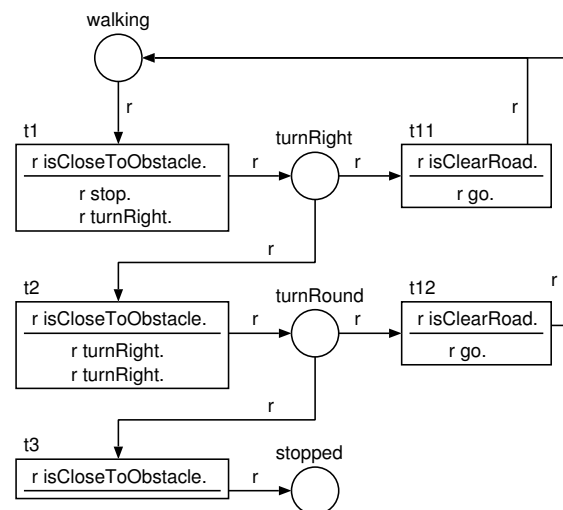 walking
r
r
t1
turnRight
t11
r isCloseToObstacle.
r
r
r isClearRoad.
r stop.
r go.
r turnRight.
r
t2
turnRound
t12
r
r isCloseToObstacle.
r
r
r isClearRoad.
r turnRight.
r go.
r turnRight.
r
t3
stopped
r isCloseToObstacle.
r